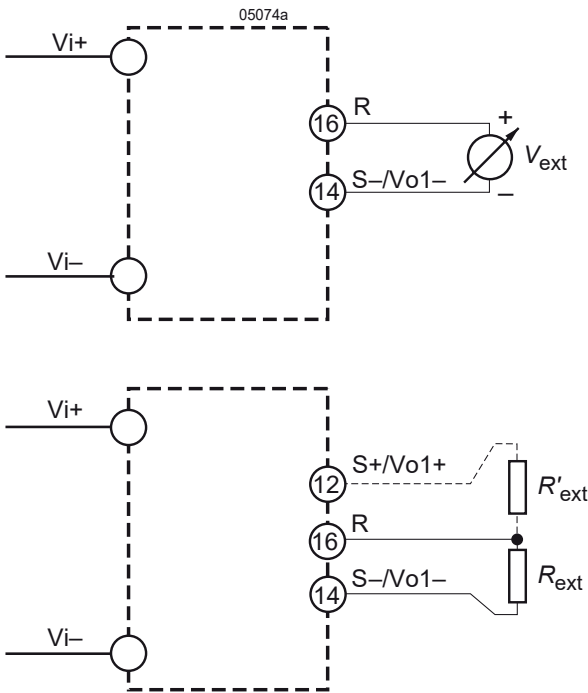 05074a
Vi+
16
R
+
Vext
14
S–/Vo1–
–
Vi–
Vi+
S+/Vo1+
12
R'ext
16
R
S–/Vo1–
14
Rext
Vi–